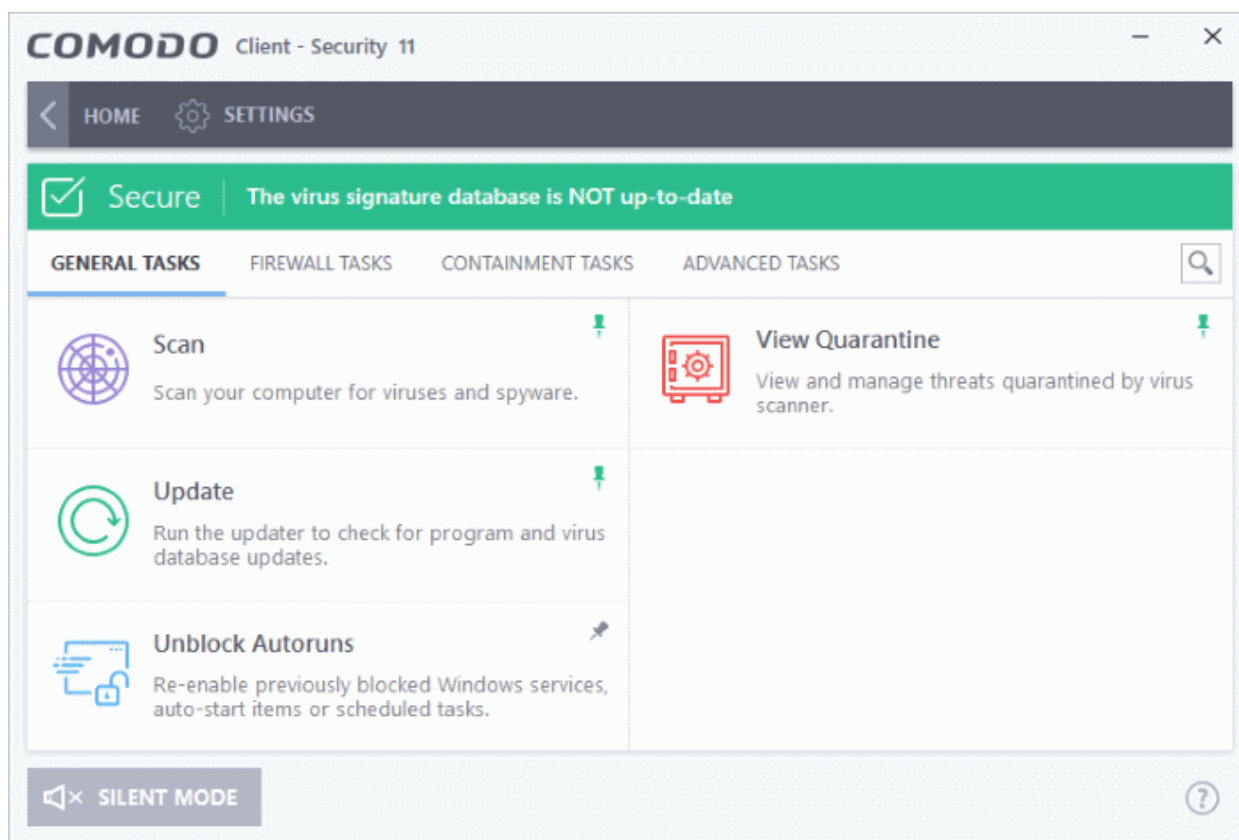 COMODO Client - Security 11
HOME SETTINGS
Secure The virus signature database is NOT up-to-date
GENERAL TASKS FIREWALL TASKS CONTAINMENT TASKS ADVANCED TASKS
Scan
Scan your computer for viruses and spyware.
View Quarantine
View and manage threats quarantined by virus
scanner.
Update
Run the updater to check for program and virus
database updates.
Unblock Autoruns
Re-enable previously blocked Windows services,
auto-start items or scheduled tasks.
SILENT MODE
?